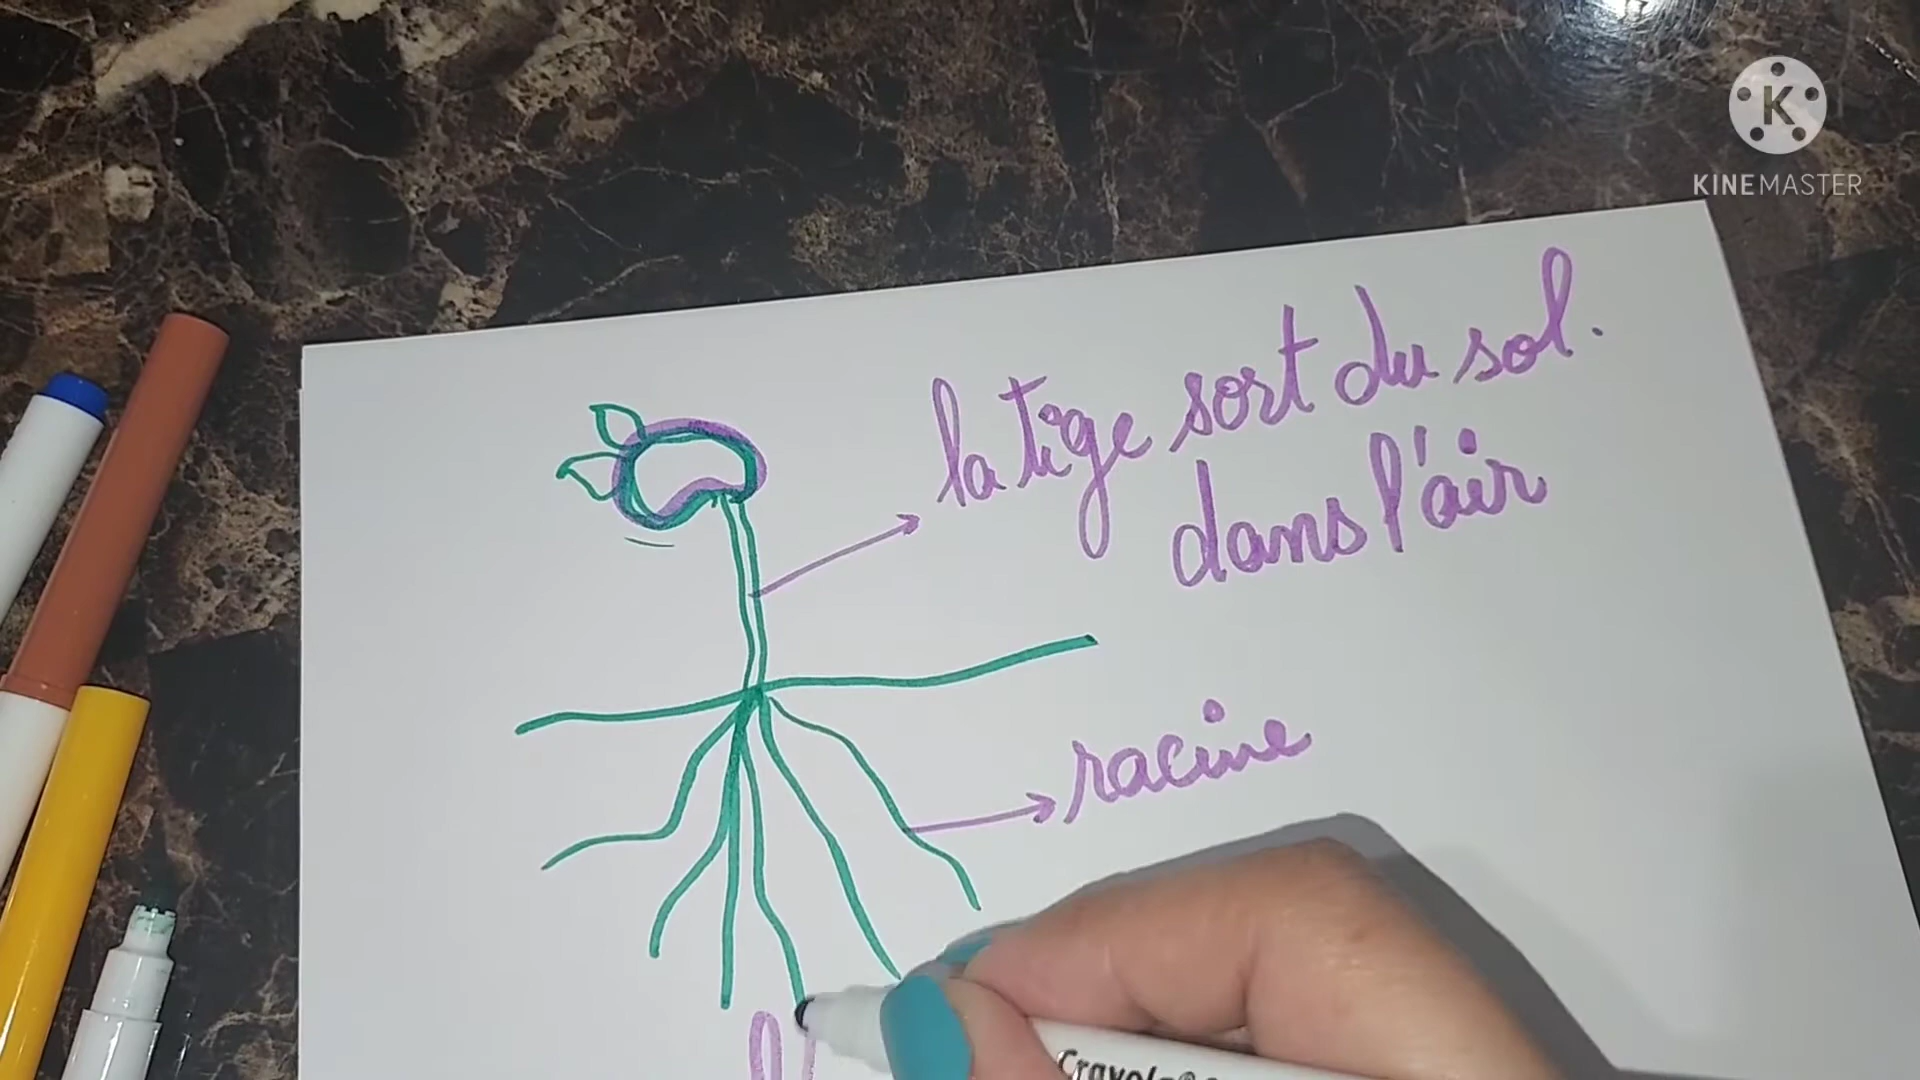 KINEMASTER
la tige sort du sol.
dans l'air
racine
Crayola